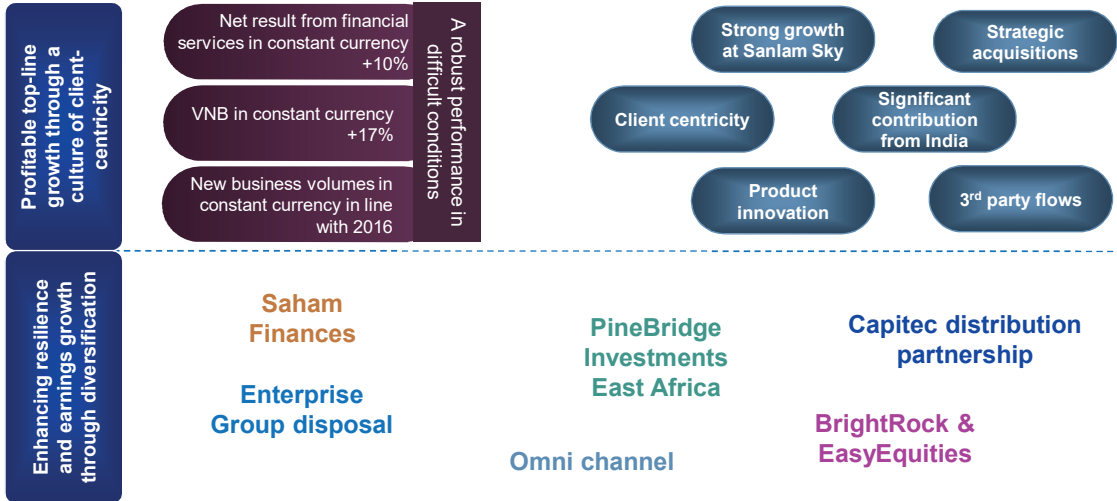 Profitable top-line
growth through a
culture of client-
centricity
Net result from financial
services in constant currency
+10%
VNB in constant currency
+17%
New business volumes in
constant currency in line
with 2016
A robust performance in
difficult conditions
Strong growth
at Sanlam Sky
Strategic
acquisitions
Client centricity
Significant
contribution
from India
Product
innovation
3rd party flows
Enhancing resilience
and earnings growth
through diversification
Saham
Finances
PineBridge
Investments
East Africa
Capitec distribution
partnership
Enterprise
Group disposal
BrightRock &
EasyEquities
Omni channel